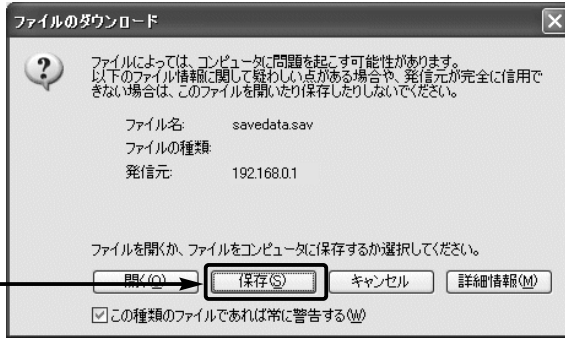 ファイルのダウンロード
ファイルによっては、コンピュータに問題を起こす可能性があります。
以下のファイル情報に関して疑わしい点がある場合や、発信元が完全に信用で
きない場合は、このファイルを開いたり保存したりしないでください。
ファイル名: savedata.sav
ファイルの種類:
発信元: 192.168.0.1
ファイルを開くか、ファイルをコンピュータに保存するか選択してください。
開く(O) 保存(S) キャンセル 詳細情報(M)
この種類のファイルであれば常に警告する(W)